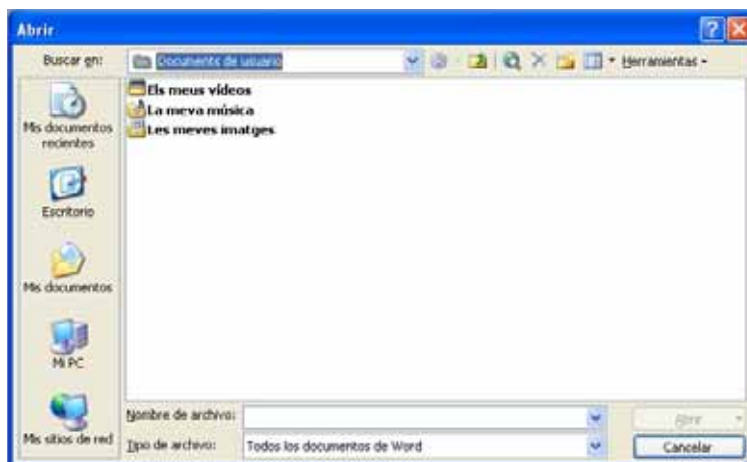 Abrir
Buscar en: Documents de usuario Herramientas
Els meus vídeos
La meva música
Les meves imatges
Mis documentos
recientes
Escritorio
Mis documentos
Mi PC
Mis sitios de red
Nombre de archivo: Abrir
Tipo de archivo: Todos los documentos de Word Cancelar